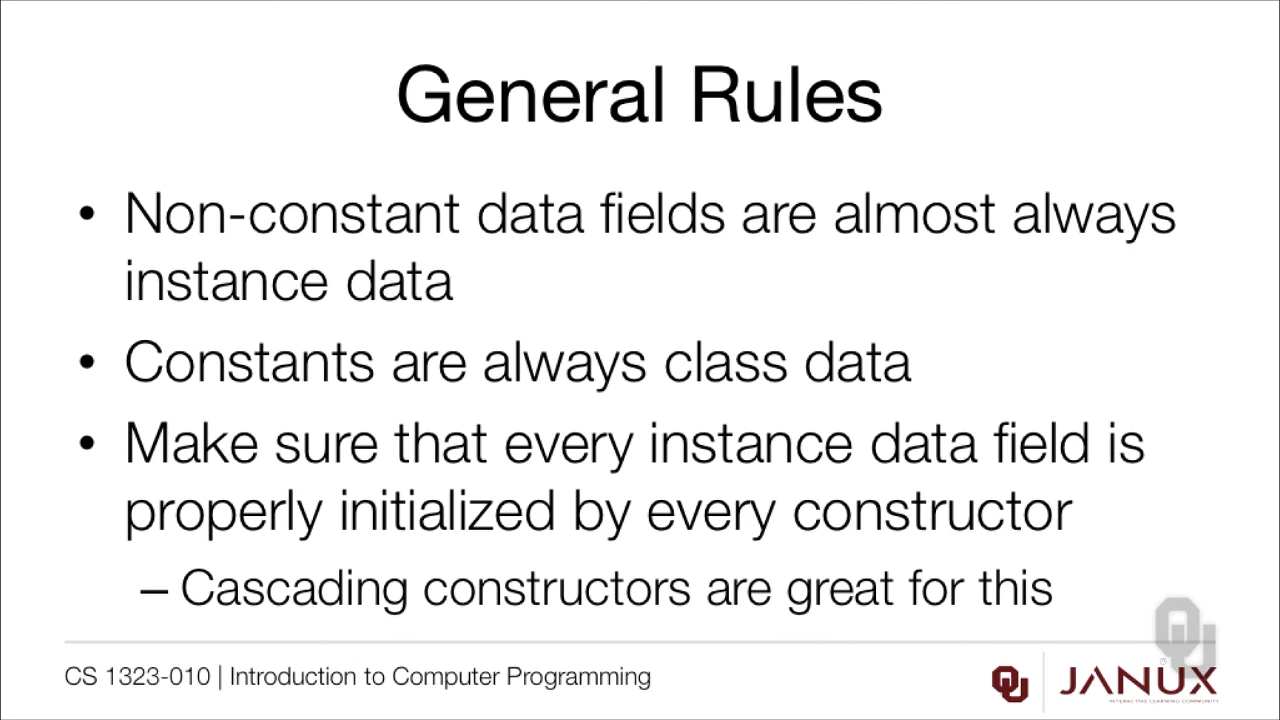 General Rules
• Non-constant data fields are almost always
instance data
• Constants are always class data
• Make sure that every instance data field is
properly initialized by every constructor
– Cascading constructors are great for this
CS 1323-010 | Introduction to Computer Programming
JANUX
INTERACTIVE LEARNING COMMUNITY